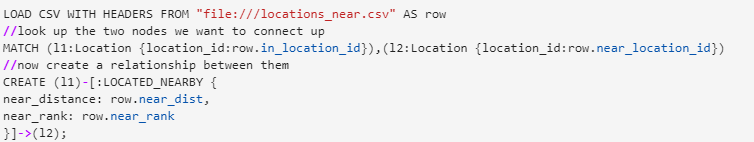 LOAD CSV WITH HEADERS FROM "file:///locations_near.csv" AS row
//look up the two nodes we want to connect up
MATCH (l1:Location {location_id:row.in_location_id}),(l2:Location {location_id:row.near_location_id})
//now create a relationship between them
CREATE (l1)-[:LOCATED_NEARBY {
near_distance: row.near_dist,
near_rank: row.near_rank
}]->(l2);